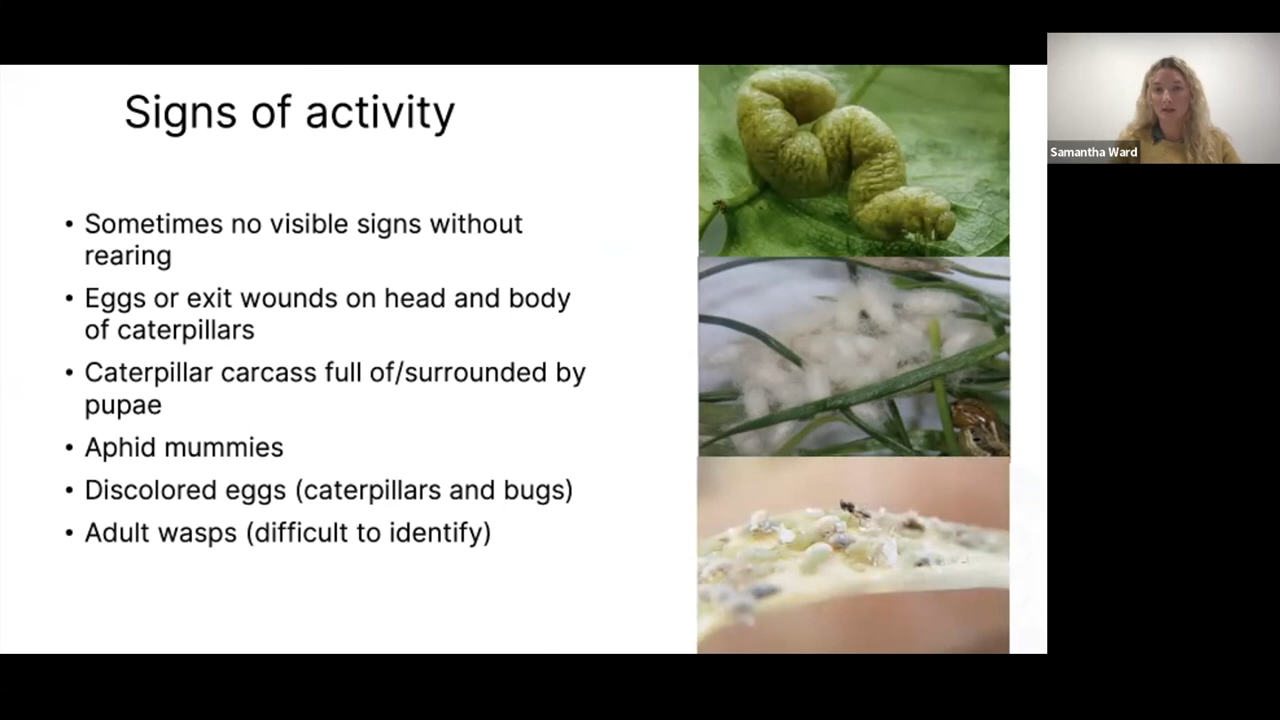 Signs of activity
Samantha Ward
• Sometimes no visible signs without
rearing
• Eggs or exit wounds on head and body
of caterpillars
• Caterpillar carcass full of/surrounded by
pupae
• Aphid mummies
• Discolored eggs (caterpillars and bugs)
• Adult wasps (difficult to identify)